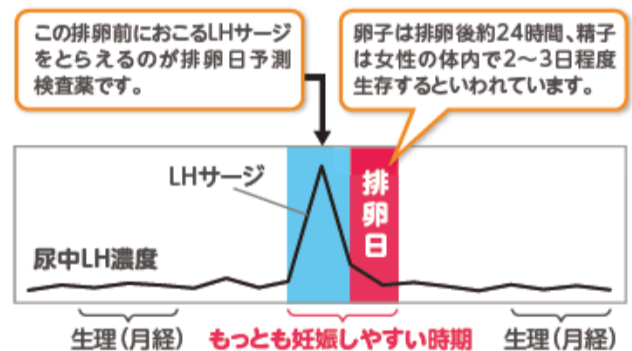 この排卵前におこるLHサージ
をとらえるのが排卵日予測
検査薬です。
卵子は排卵後約24時間、精子
は女性の体内で2〜3日程度
生存するといわれています。
LHサージ
排卵日
尿中LH濃度
生理（月経）
もっとも妊娠しやすい時期
生理（月経）